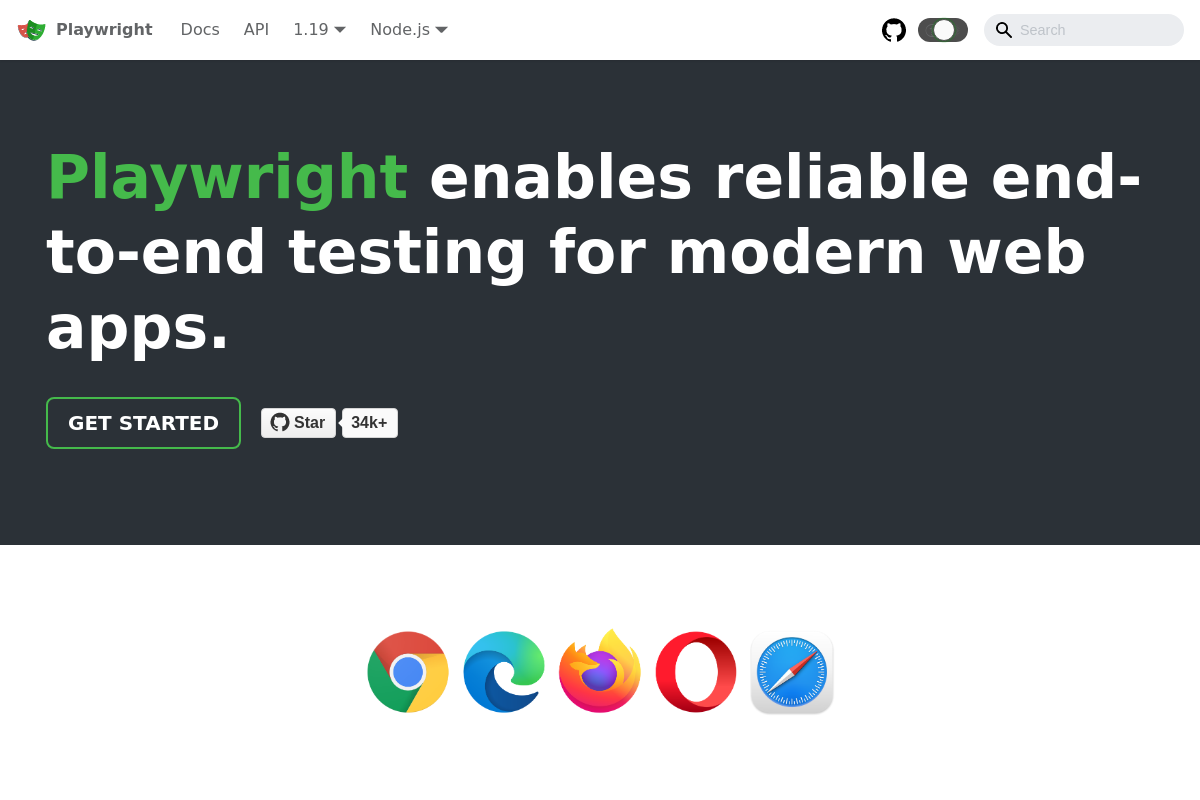 Playwright Docs API 1.19 Node.js Search
Playwright enables reliable end-
to-end testing for modern web
apps.
GET STARTED Star 34k+